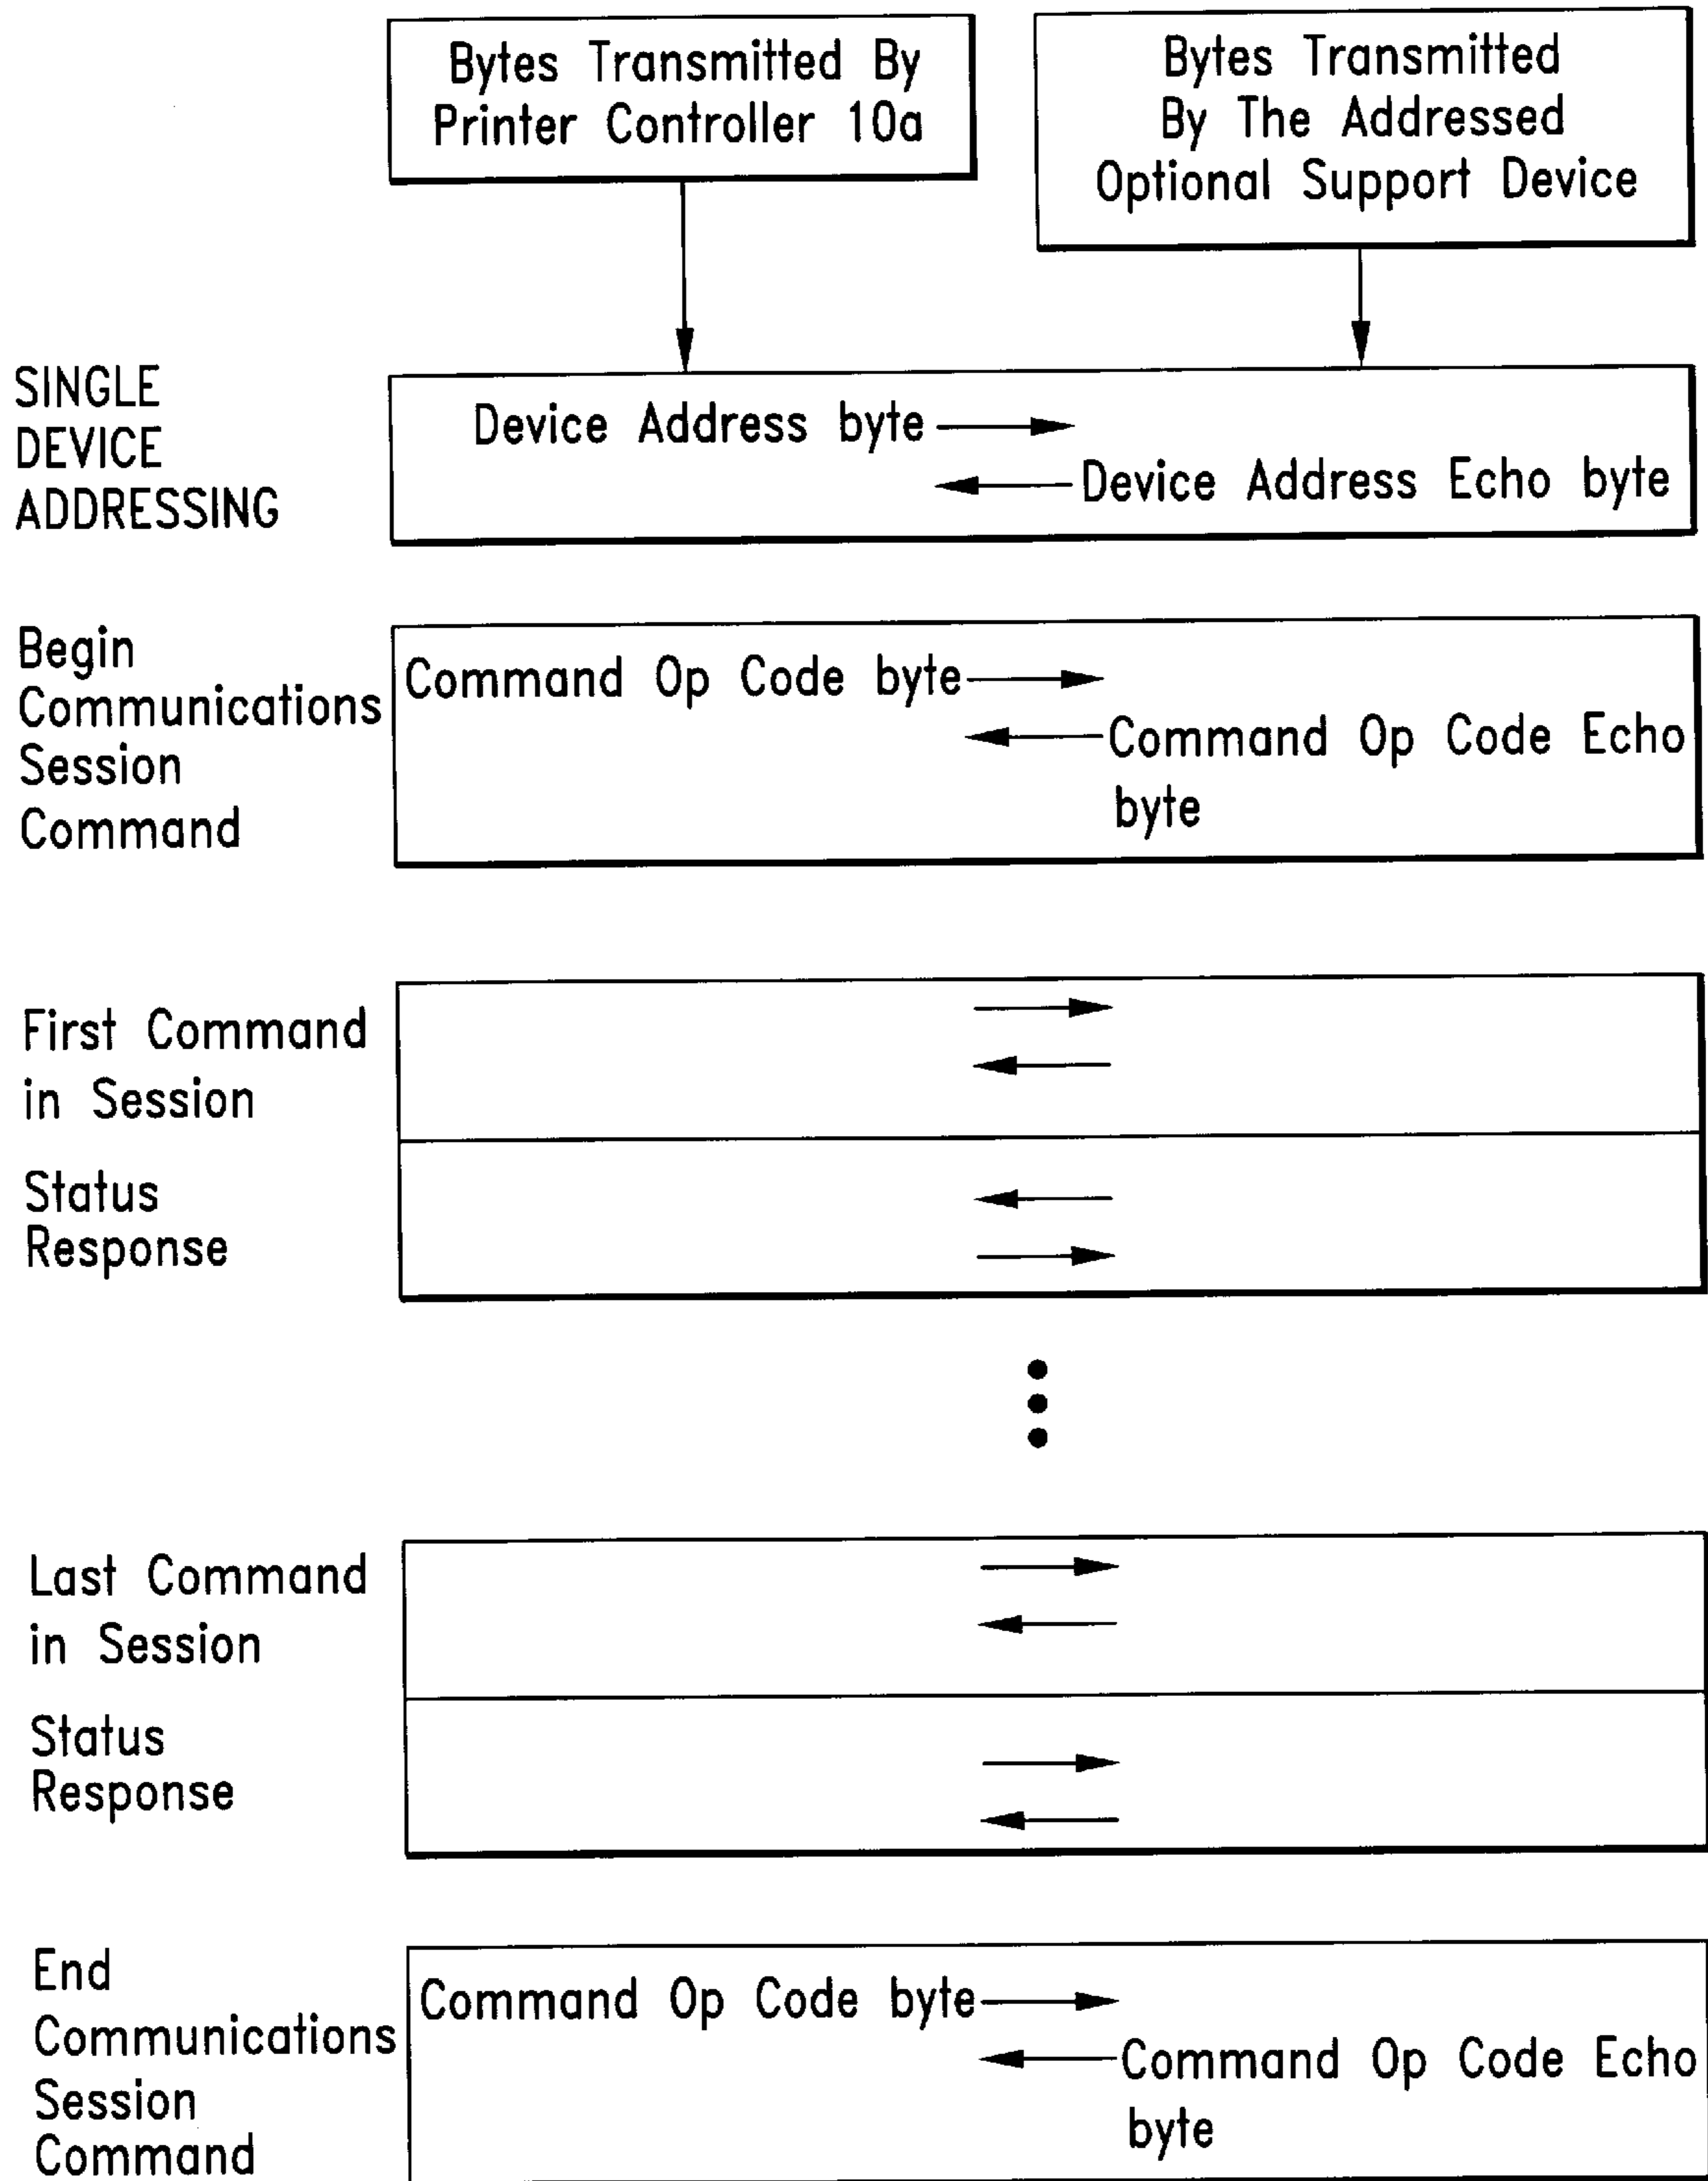 Bytes Transmitted By
Printer Controller 10a
Bytes Transmitted
By The Addressed
Optional Support Device
SINGLE
DEVICE
ADDRESSING
Device Address byte
Device Address Echo byte
Begin
Communications
Session
Command
Command Op Code byte
Command Op Code Echo
byte
First Command
in Session
Status
Response
Last Command
in Session
Status
Response
End
Communications
Session
Command
Command Op Code byte
Command Op Code Echo
byte